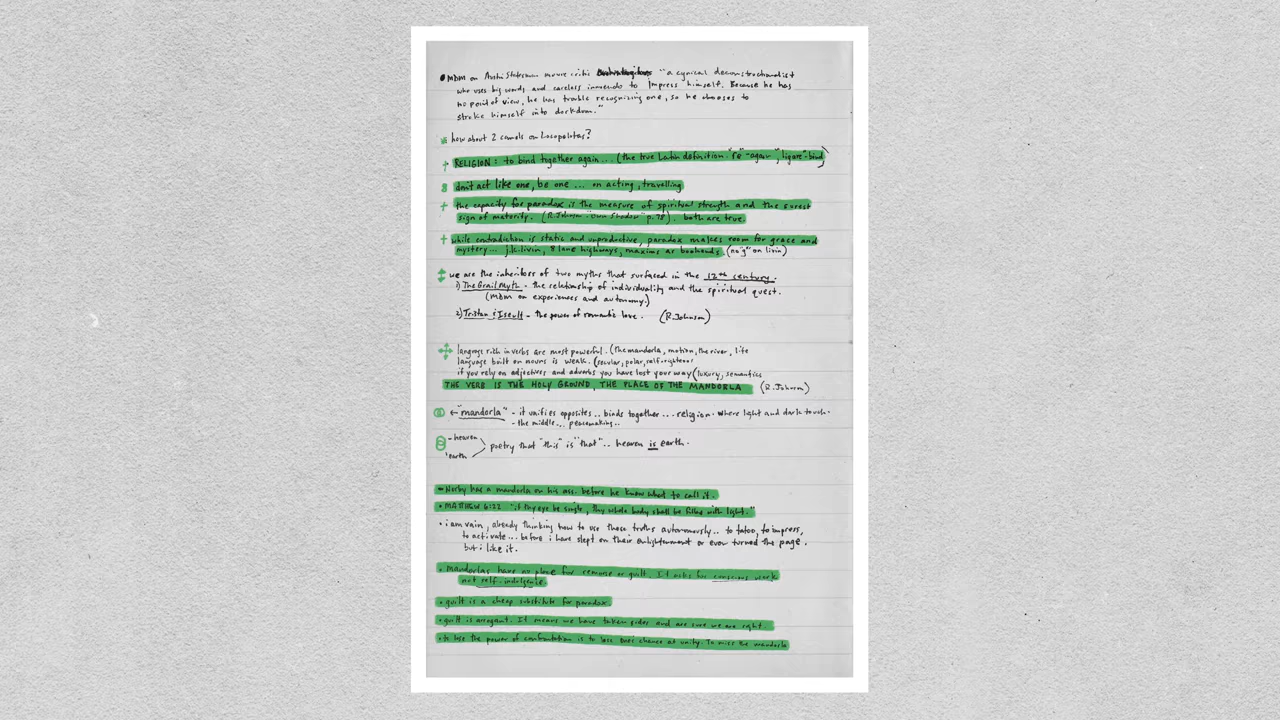 MDM on Austin Statesman movie critic "a cynical deconstructionalist
who uses big words and careless inuendo to impress himself. Because he has
no point of view, he has trouble recognizing one, so he chooses to
stroke himself into dorkdom."
how about 2 camels on Locopelotas?
RELIGION: to bind together again... (the true Latin definition. "re"-again, "ligare"-bind)
don't act like one, be one ... on acting, travelling.
the capacity for paradox is the measure of spiritual strength and the surest
sign of maturity. (R. Johnson - "Own Shadow" p. 78). both are true.
while contradiction is static and unproductive, paradox makes room for grace and
mystery... j.k. livin, 8 lane highways, maxims as bookends. (no "g" on livin)
we are the inheritors of two myths that surfaced in the 12th century.
1) The Grail Myth - the relationship of individuality and the spiritual quest.
(MDM on experiences and autonomy.)
2) Tristan & Iseult - the power of romantic love. (R. Johnson)
language rich in verbs are most powerful. (the mandorla, motion, the river, life
language built on nouns is weak. (secular, polar, self-righteous
if you rely on adjectives and adverbs you have lost your way (luxury, semantics
THE VERB IS THE HOLY GROUND, THE PLACE OF THE MANDORLA (R. Johnson)
← "mandorla" - it unifies opposites.. binds together... religion. where light and dark touch.
- the middle... peacemaking..
- heaven
earth
poetry that "this" is "that".. heaven is earth.
Norby has a mandorla on his ass. before he knew what to call it.
• MATTHEW 6:22 "if thy eye be single, thy whole body shall be filled with light."
• i am vain, already thinking how to use these truths autonomously.. to tatoo, to impress,
to activate... before i have slept on their enlightenment or even turned the page.
but i like it.
• mandorlas have no place for remorse or guilt. It asks for conscious work
not self-indulgence
• guilt is a cheap substitute for paradox
• guilt is arrogant. It means we have taken sides and are sure we are right.
• to lose the power of confrontation is to lose ones chance at unity. To miss the mandorla